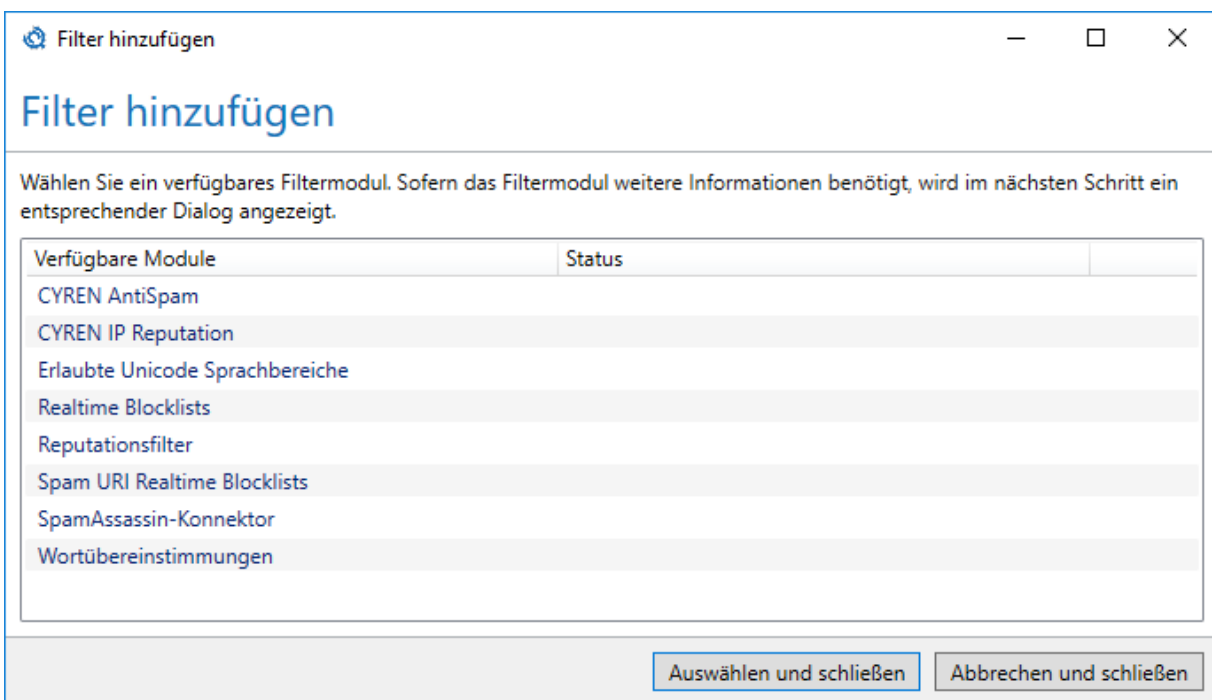 Filter hinzufügen
Filter hinzufügen
Wählen Sie ein verfügbares Filtermodul. Sofern das Filtermodul weitere Informationen benötigt, wird im nächsten Schritt ein
entsprechender Dialog angezeigt.
Verfügbare Module Status
CYREN AntiSpam
CYREN IP Reputation
Erlaubte Unicode Sprachbereiche
Realtime Blocklists
Reputationsfilter
Spam URI Realtime Blocklists
SpamAssassin-Konnektor
Wortübereinstimmungen
Auswählen und schließen Abbrechen und schließen